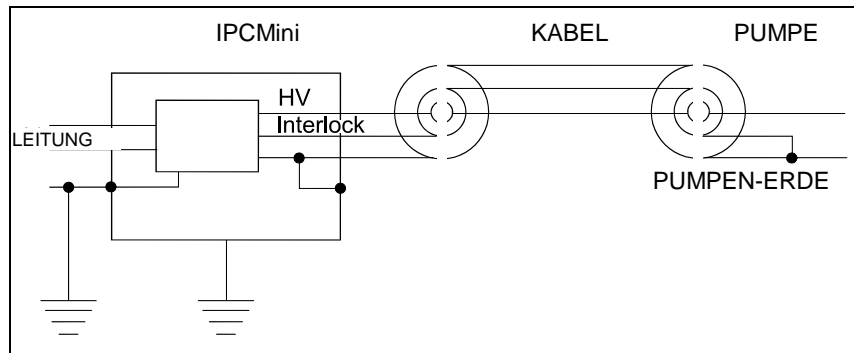 IPCMini KABEL PUMPE
HV
Interlock
LEITUNG
PUMPEN-ERDE